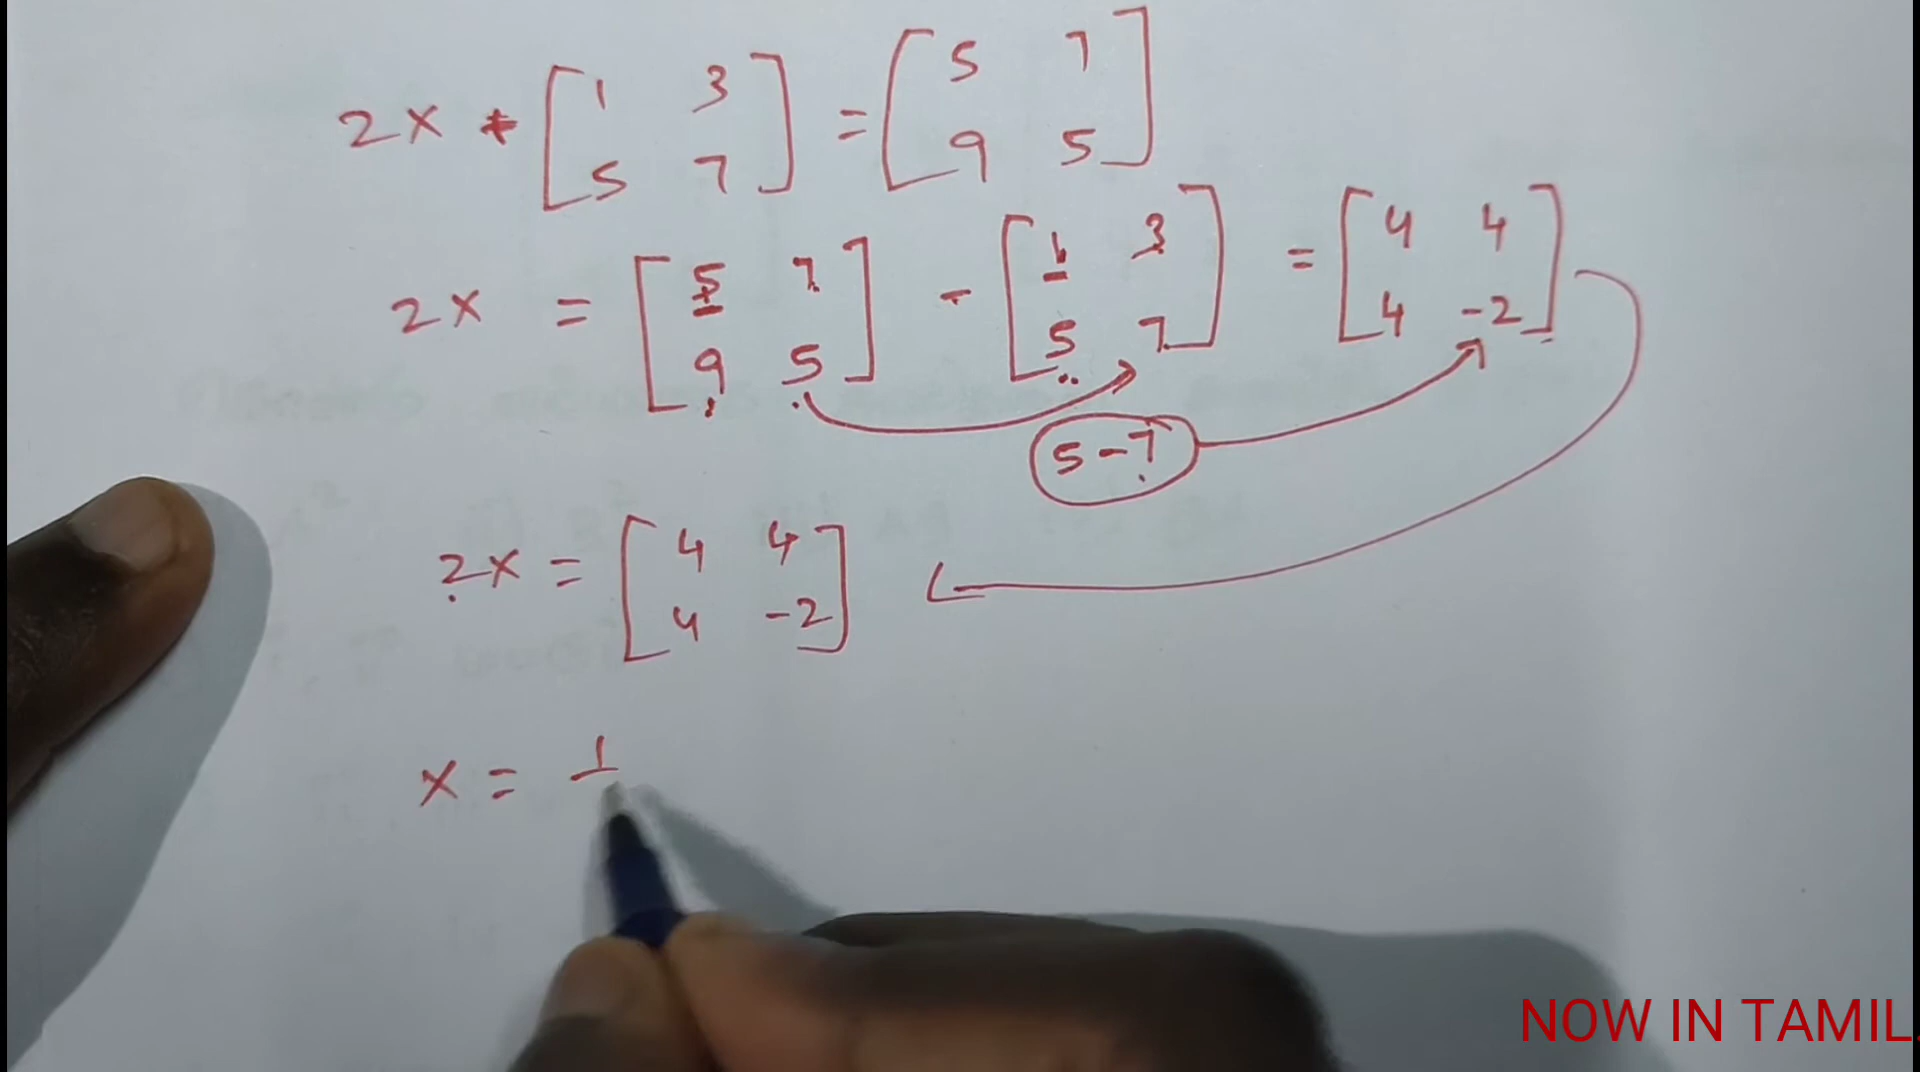 2X + [1 3 = [5 7
5 7] 9 5]
2X = [5 7 - [1 3 = [4 4
9 5] 5 7] 4 -2]
5-7
2X = [4 4
4 -2]
X = 1
NOW IN TAMIL.